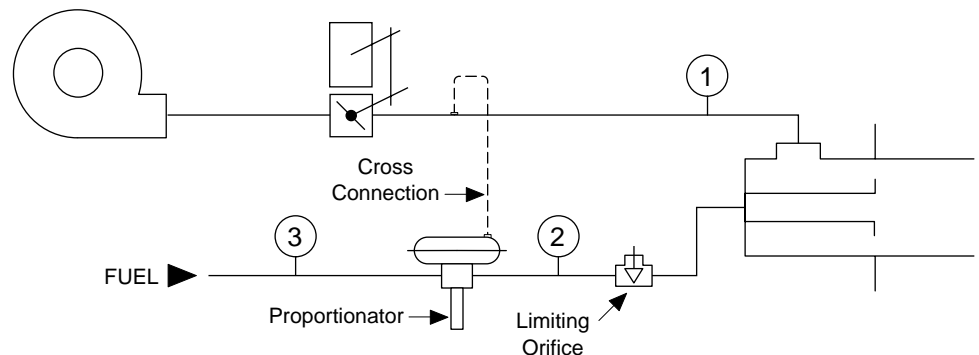 1
Cross
Connection
3
2
FUEL
Proportionator
Limiting
Orifice